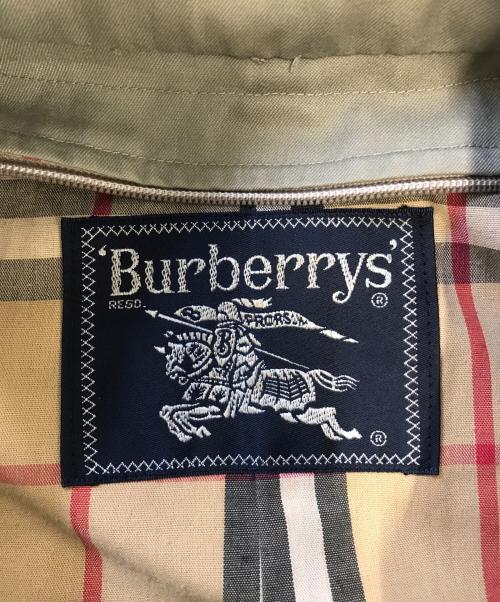 'Burberrys'
REGD.
PRORSUM
®
®